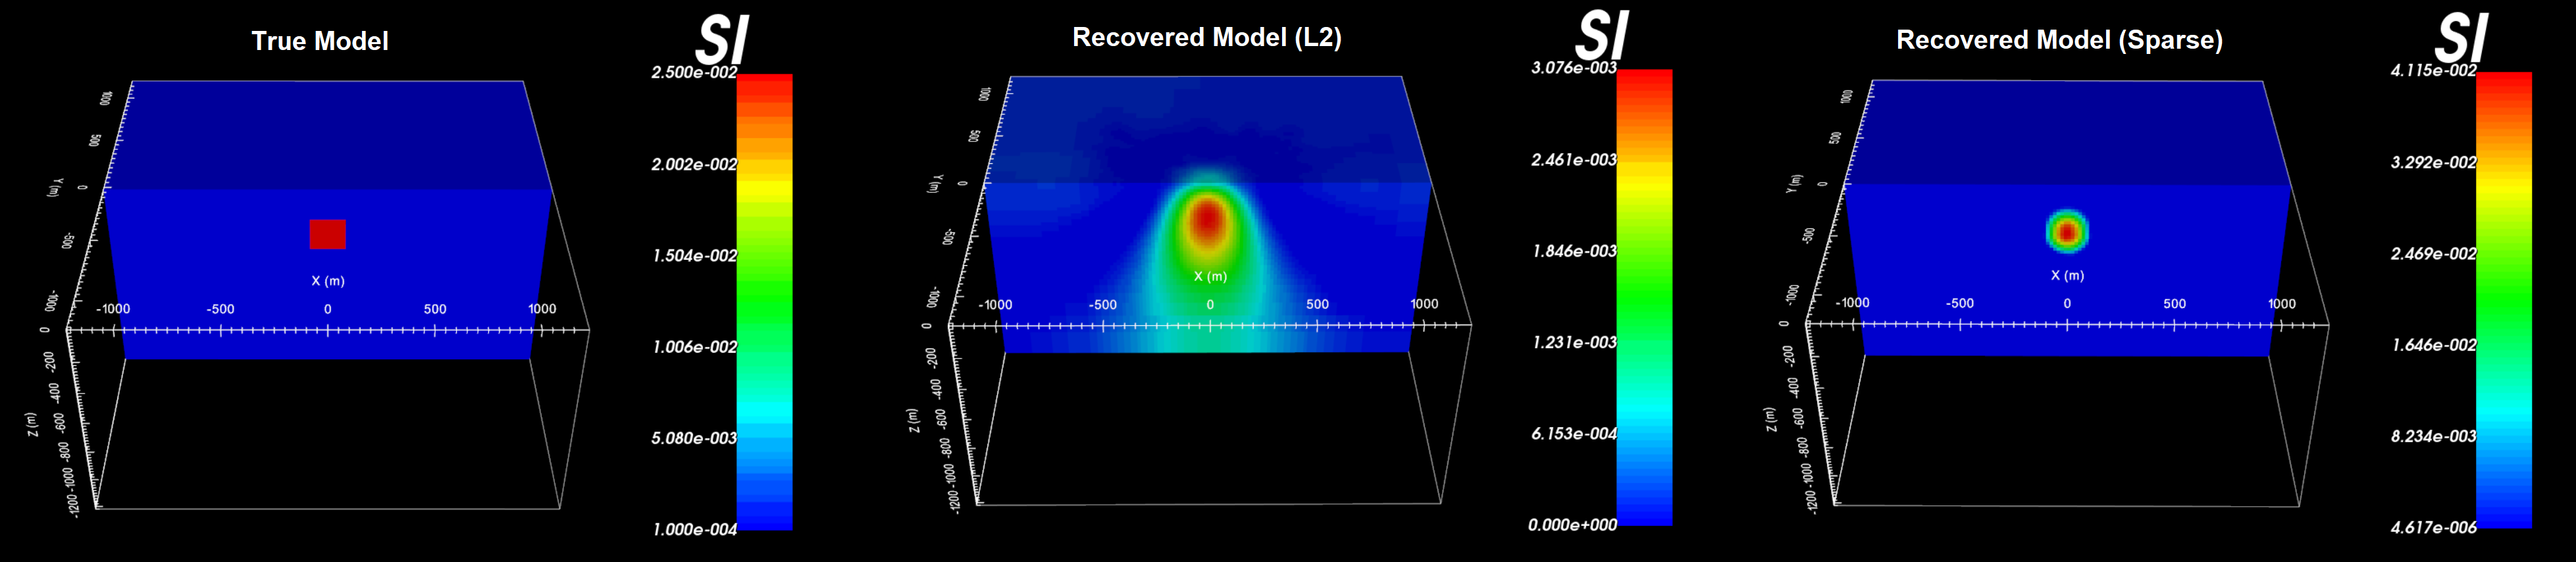 True Model
SI
2.500e-002
2.002e-002
1.504e-002
1.006e-002
5.080e-003
1.000e-004
1000
500
0
-500
-1000
Y (m)
X (m)
-1000 -500 0 500 1000
0
-200
-400
-600
-800
-1000
-1200
Z (m)
Recovered Model (L2)
SI
3.076e-003
2.461e-003
1.846e-003
1.231e-003
6.153e-004
0.000e+000
1000
500
0
-500
-1000
Y (m)
X (m)
-1000 -500 0 500 1000
0
-200
-400
-600
-800
-1000
-1200
Z (m)
Recovered Model (Sparse)
SI
4.115e-002
3.292e-002
2.469e-002
1.646e-002
8.234e-003
4.617e-006
1000
500
0
-500
-1000
Y (m)
X (m)
-1000 -500 0 500 1000
0
-200
-400
-600
-800
-1000
-1200
Z (m)